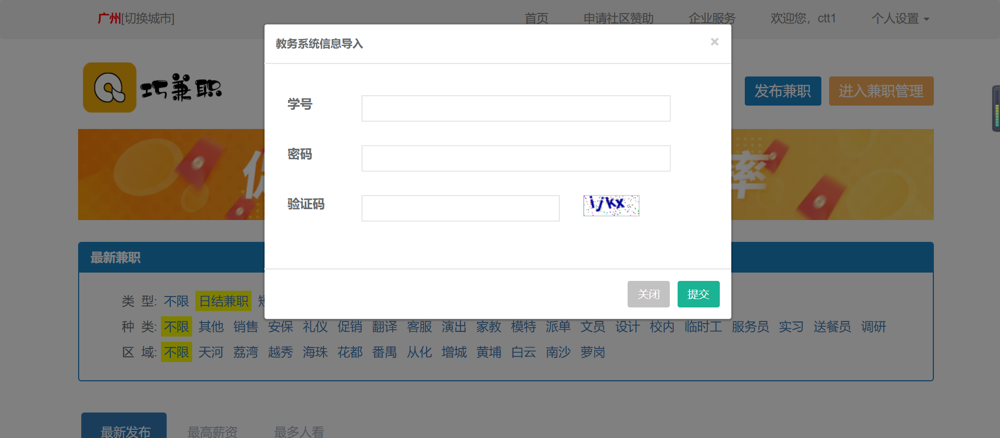 广州[切换城市] 首页 申请社区赞助 企业服务 欢迎您，ctt1 个人设置
教务系统信息导入 ×
巧兼职
发布兼职 进入兼职管理
学号
密码
率
验证码 ijkx
最新兼职
关闭 提交
类 型: 不限 日结兼职
种 类: 不限 其他 销售 安保 礼仪 促销 翻译 客服 演出 家教 模特 派单 文员 设计 校内 临时工 服务员 实习 送餐员 调研
区 域: 不限 天河 荔湾 越秀 海珠 花都 番禺 从化 增城 黄埔 白云 南沙 萝岗
最新发布 最高薪资 最多人看